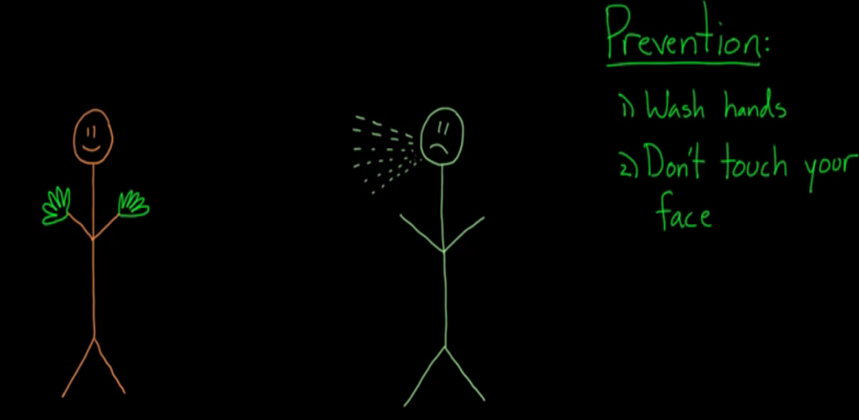 Prevention:
1) Wash hands
2) Don't touch your
face